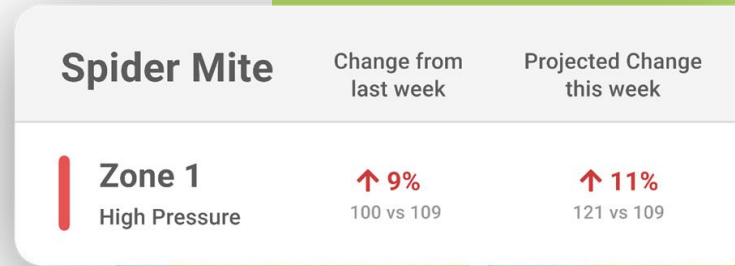 Spider Mite
Change from
last week
Projected Change
this week
Zone 1
High Pressure
↑ 9%
100 vs 109
↑ 11%
121 vs 109